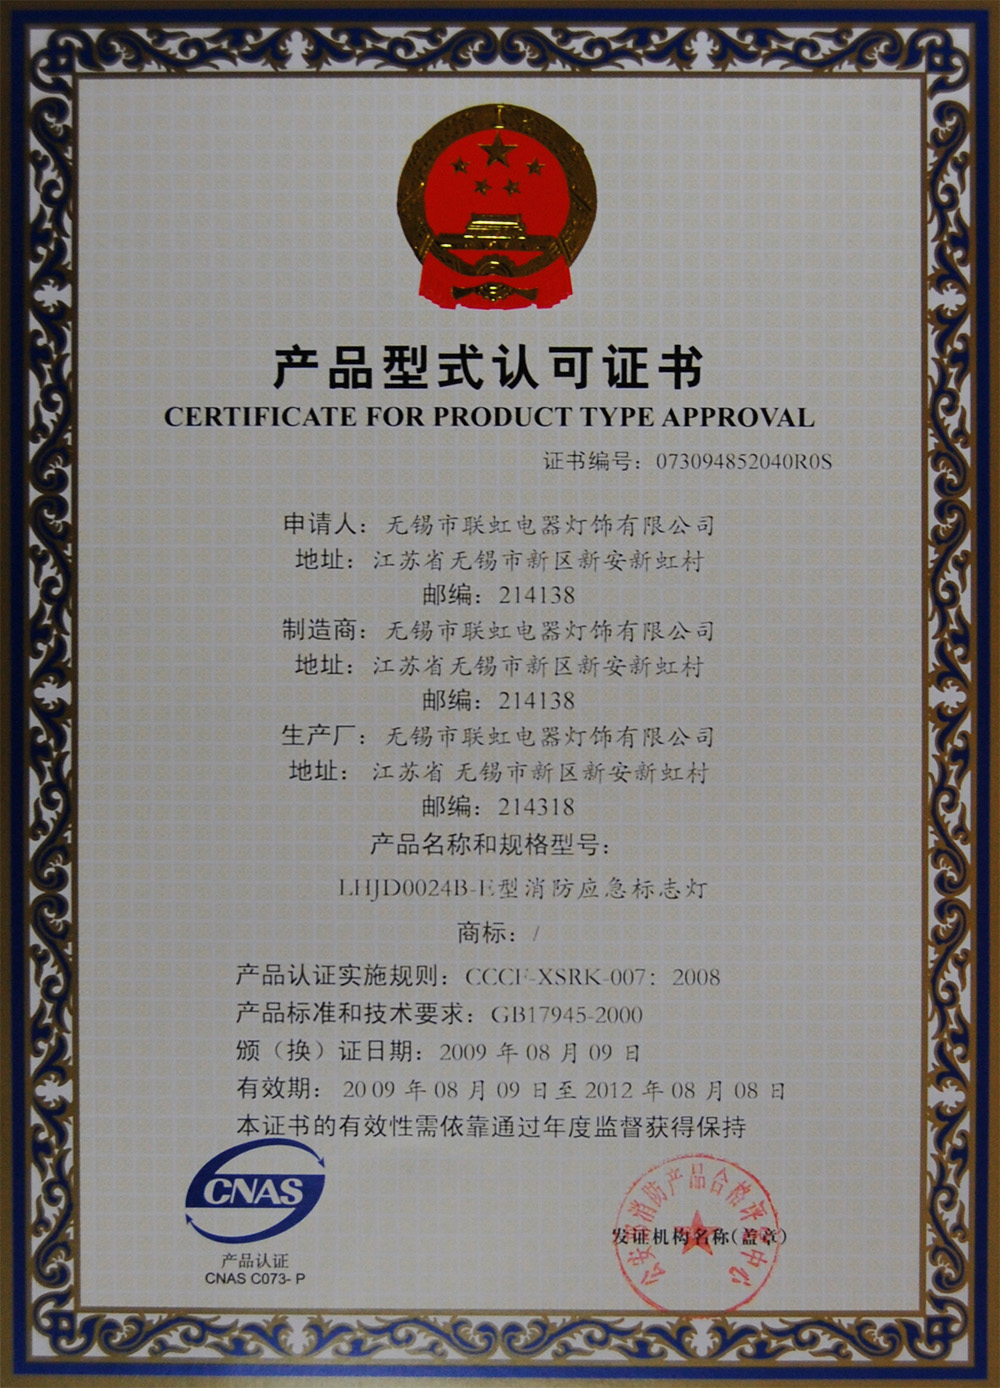 产品型式认可证书
CERTIFICATE FOR PRODUCT TYPE APPROVAL
证书编号：073094852040R0S
申请人：无锡市联虹电器灯饰有限公司
地址：江苏省无锡市新区新安新虹村
邮编：214138
制造商：无锡市联虹电器灯饰有限公司
地址：江苏省无锡市新区新安新虹村
邮编：214138
生产厂：无锡市联虹电器灯饰有限公司
地址： 江苏省 无锡市新区新安新虹村
邮编：214318
产品名称和规格型号：
LHJD0024B-E型消防应急标志灯
商标：/
产品认证实施规则：CCCF-XSRK-007：2008
产品标准和技术要求：GB17945-2000
颁（换）证日期：2009 年 08 月 09 日
有效期： 20 09 年 08 月 09 日至 2012 年 08 月 08 日
本证书的有效性需依靠通过年度监督获得保持
CNAS
产品认证
CNAS C073- P
公安部消防产品合格评定中心
发证机构名称(盖章)